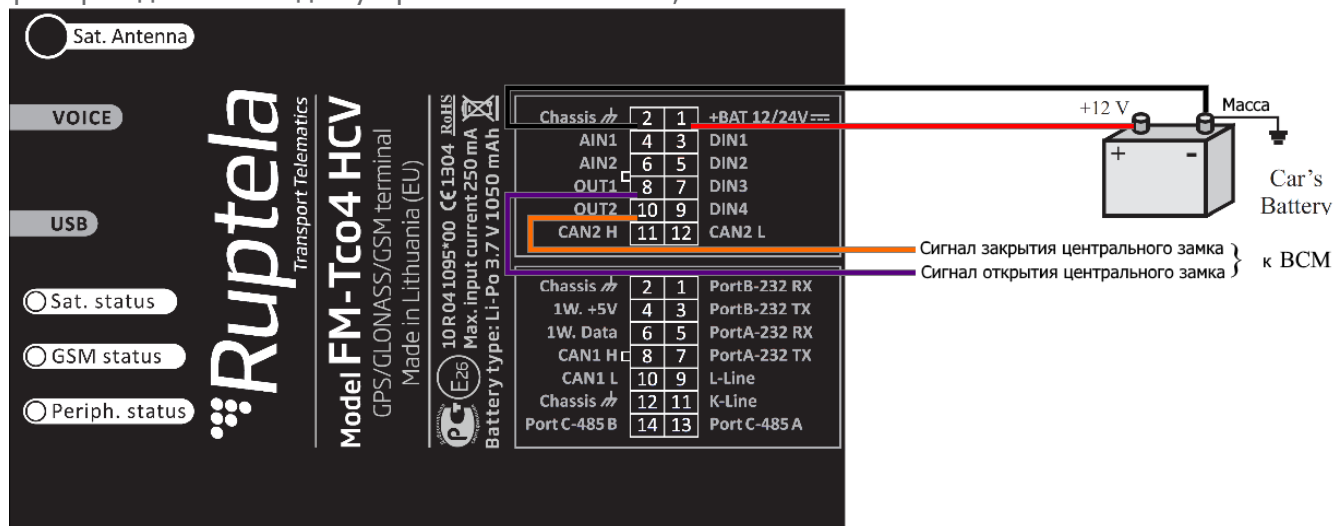 Sat. Antenna
VOICE
USB
Sat. status
GSM status
Periph. status
Ruptela
Transport Telematics
Model FM-Tco4 HCV
GPS/GLONASS/GSM terminal
Made in Lithuania (EU)
10R041095*00 CE1304 RoHS
Max. input current 250 mA
Battery type: Li-Po 3.7 V 1050 mAh
E26
Chassis 2 1 +BAT 12/24V
AIN1 4 3 DIN1
AIN2 6 5 DIN2
OUT1 8 7 DIN3
OUT2 10 9 DIN4
CAN2 H 11 12 CAN2 L
Chassis 2 1 PortB-232 RX
1W. +5V 4 3 PortB-232 TX
1W. Data 6 5 PortA-232 RX
CAN1 H 8 7 PortA-232 TX
CAN1 L 10 9 L-Line
Chassis 12 11 K-Line
Port C-485 B 14 13 Port C-485 A
+12 V
Масса
+ -
Car's
Battery
Сигнал закрытия центрального замка
Сигнал открытия центрального замка
к BCM